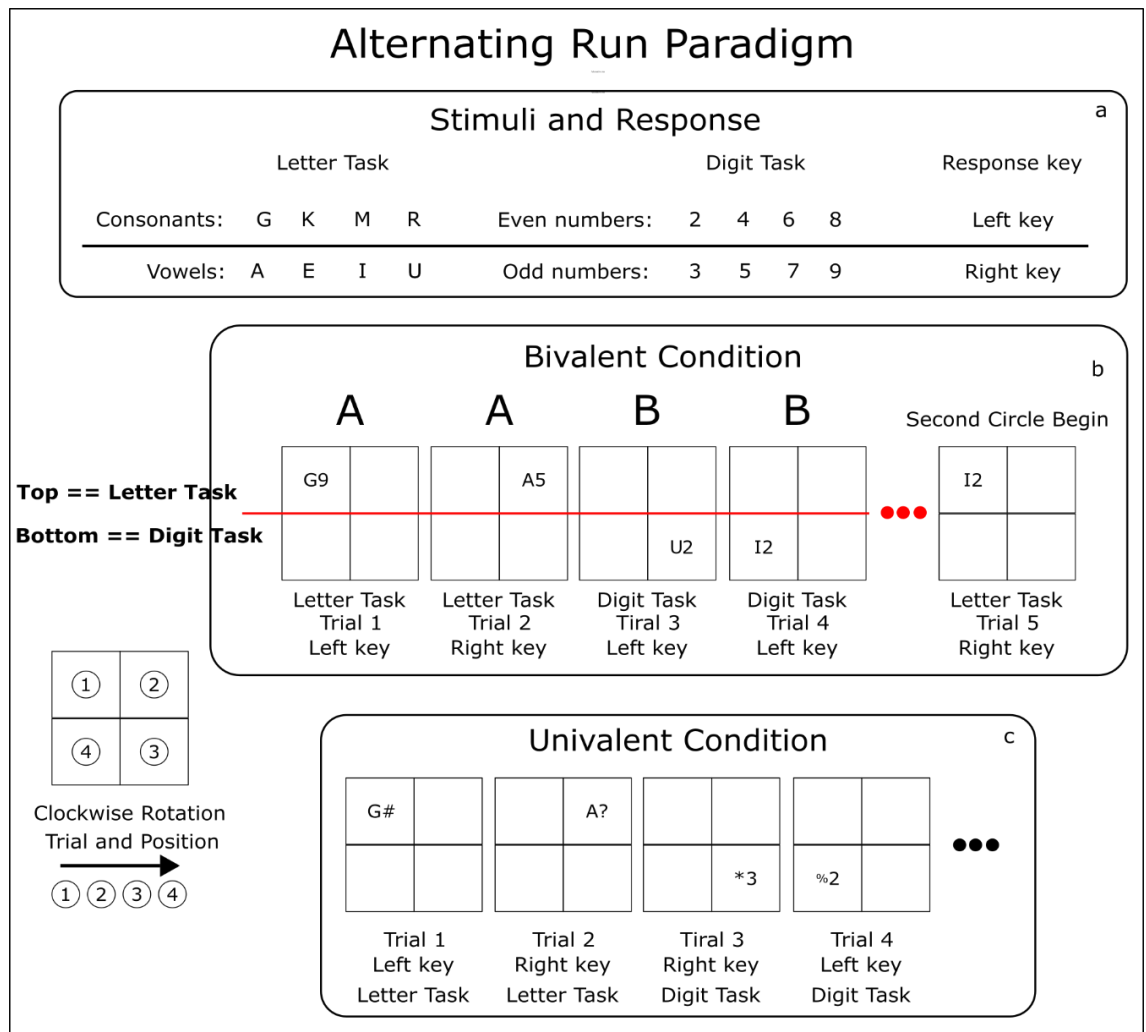 Alternating Run Paradigm
Stimuli and Response
a
Letter Task Digit Task Response key
Consonants: G K M R Even numbers: 2 4 6 8 Left key
Vowels: A E I U Odd numbers: 3 5 7 9 Right key
Bivalent Condition
b
A A B B
Second Circle Begin
G9 A5 I2
Top == Letter Task
Bottom == Digit Task
U2 I2
Letter Task Letter Task Digit Task Digit Task Letter Task
Trial 1 Trial 2 Tiral 3 Trial 4 Trial 5
Left key Right key Left key Left key Right key
1 2
4 3
Clockwise Rotation
Trial and Position
1 2 3 4
Univalent Condition
c
G# A?
*3 %2
Trial 1 Trial 2 Tiral 3 Trial 4
Left key Right key Right key Left key
Letter Task Letter Task Digit Task Digit Task